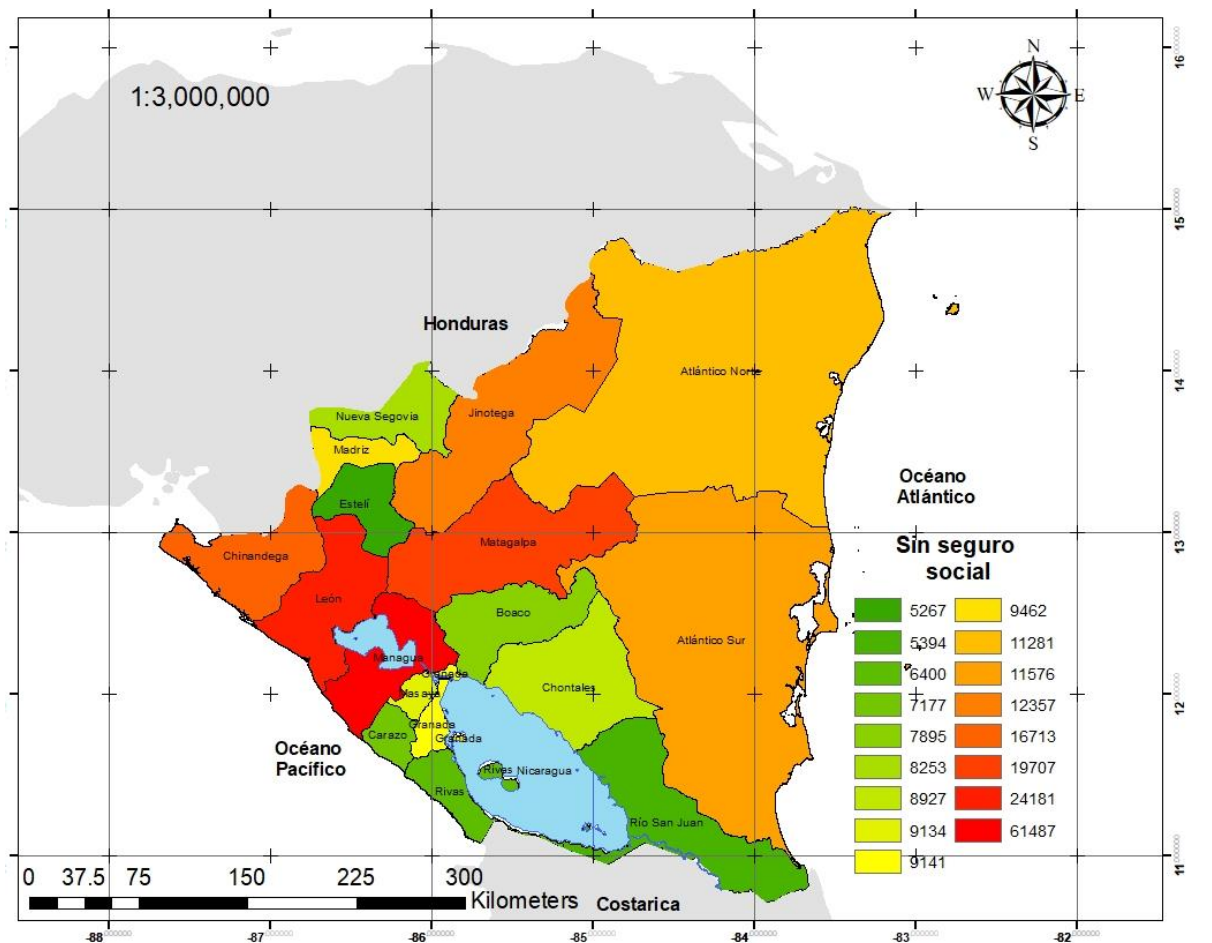 1:3,000,000
N
W
E
S
16
15
14
13
12
11
Honduras
Atlántico Norte
Nueva Segovia
Jinotega
Madriz
Estelí
Océano
Atlántico
Chinandega
Matagalpa
León
Boaco
Atlántico Sur
Managua
Granada
Masaya
Chontales
Granada
Carazo
Granada
Océano
Pacífico
Rivas
Nicaragua
Rivas
Río San Juan
Costarica
Sin seguro
social
5267
5394
6400
7177
7895
8253
8927
9134
9141
9462
11281
11576
12357
16713
19707
24181
61487
0 37.5 75 150 225 300
Kilometers
-88
-87
-86
-85
-84
-83
-82